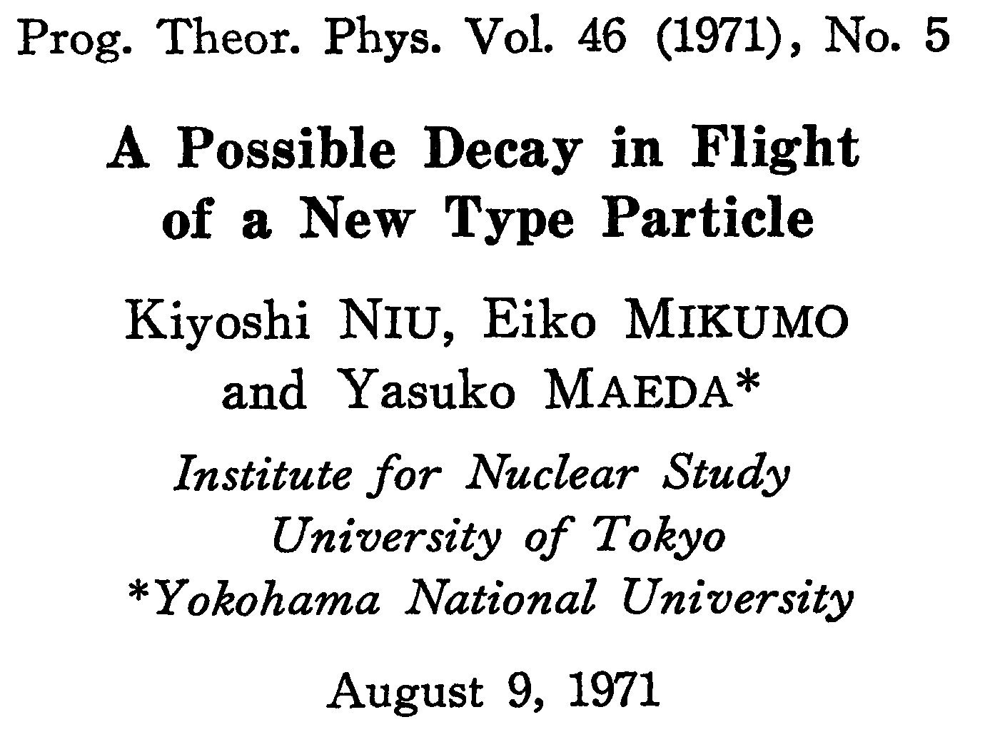 Prog. Theor. Phys. Vol. 46 (1971), No. 5
A Possible Decay in Flight
of a New Type Particle
Kiyoshi NIU, Eiko MIKUMO
and Yasuko MAEDA*
Institute for Nuclear Study
University of Tokyo
*Yokohama National University
August 9, 1971